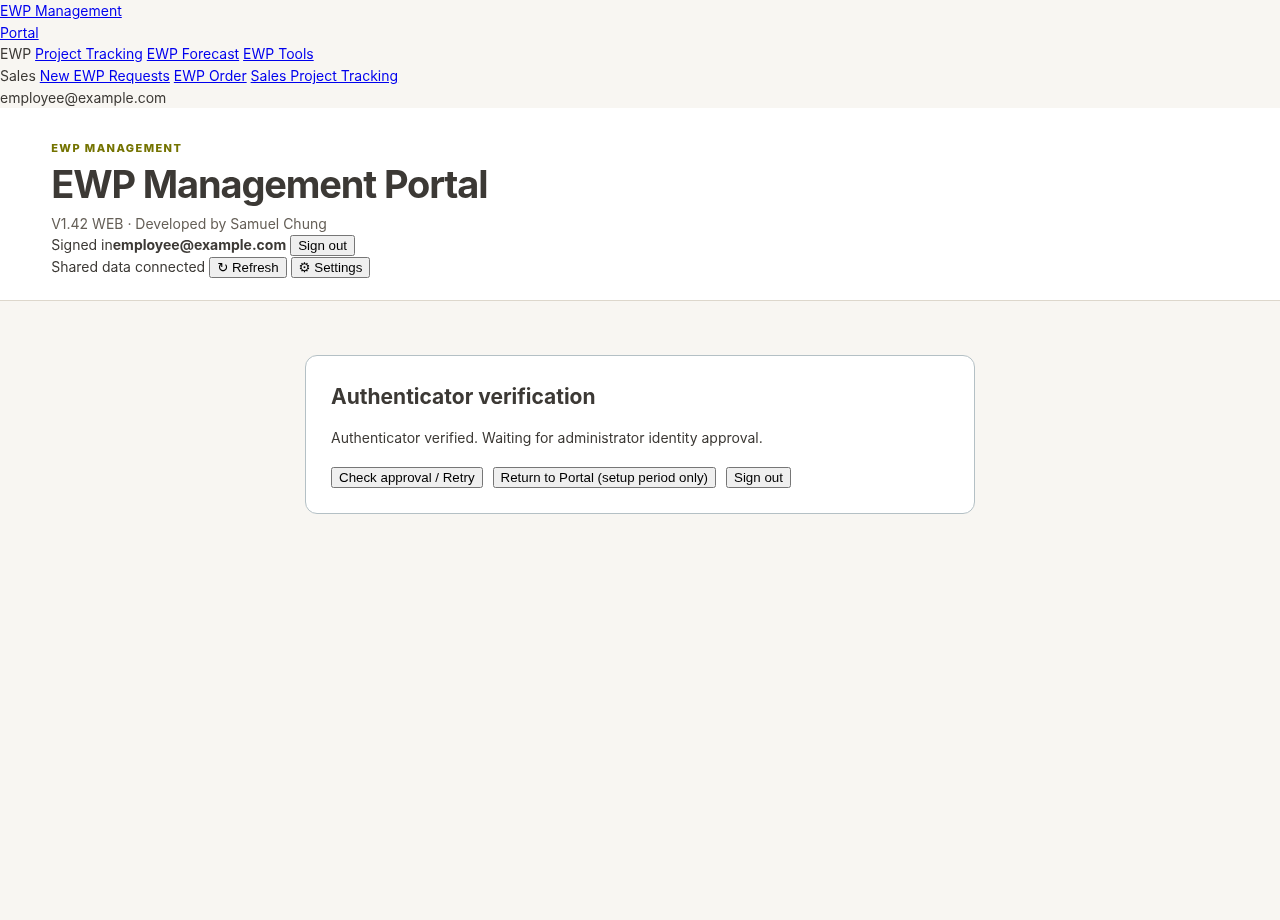 EWP Management
Portal
EWP Project Tracking EWP Forecast EWP Tools
Sales New EWP Requests EWP Order Sales Project Tracking
employee@example.com
EWP MANAGEMENT
EWP Management Portal
V1.42 WEB · Developed by Samuel Chung
Signed inemployee@example.com Sign out
Shared data connected ↻ Refresh ⚙ Settings
Authenticator verification
Authenticator verified. Waiting for administrator identity approval.
Check approval / Retry Return to Portal (setup period only) Sign out